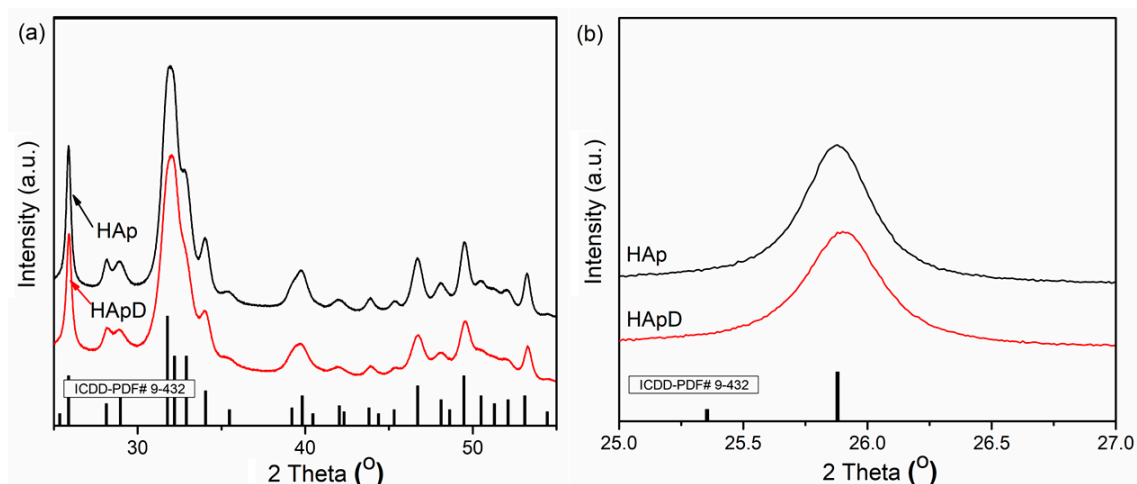 (a)
Intensity (a.u.)
HAp
HApD
ICDD-PDF# 9-432
30
40
50
2 Theta (O)
(b)
Intensity (a.u.)
HAp
HApD
ICDD-PDF# 9-432
25.0
25.5
26.0
26.5
27.0
2 Theta (O)